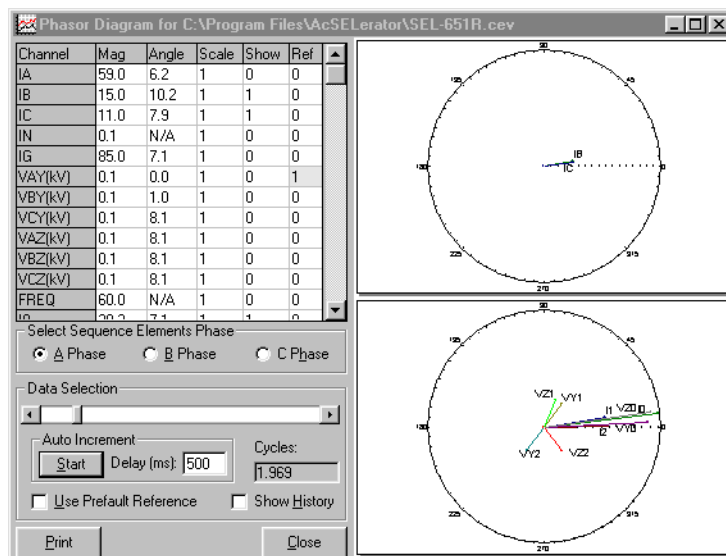 Phasor Diagram for C:\Program Files\AcSELerator\SEL-651R.cev
Channel Mag Angle Scale Show Ref
IA 59.0 6.2 1 0 0
IB 15.0 10.2 1 1 0
IC 11.0 7.9 1 1 0
IN 0.1 N/A 1 0 0
IG 85.0 7.1 1 0 0
VAY(kV) 0.1 0.0 1 0 1
VBY(kV) 0.1 1.0 1 0 0
VCY(kV) 0.1 8.1 1 0 0
VAZ(kV) 0.1 8.1 1 0 0
VBZ(kV) 0.1 8.1 1 0 0
VCZ(kV) 0.1 8.1 1 0 0
FREQ 60.0 N/A 1 0 0
Select Sequence Elements Phase
A Phase B Phase C Phase
Data Selection
Auto Increment
Start Delay (ms): 500
Cycles:
1.969
Use Prefault Reference Show History
Print Close
90
135 45
IB
180 0
IC
225 315
270
90
135 45
VZ1 VY1
I1 VZ0 I0
180 0
I2 VY0
VY2 VZ2
225 315
270